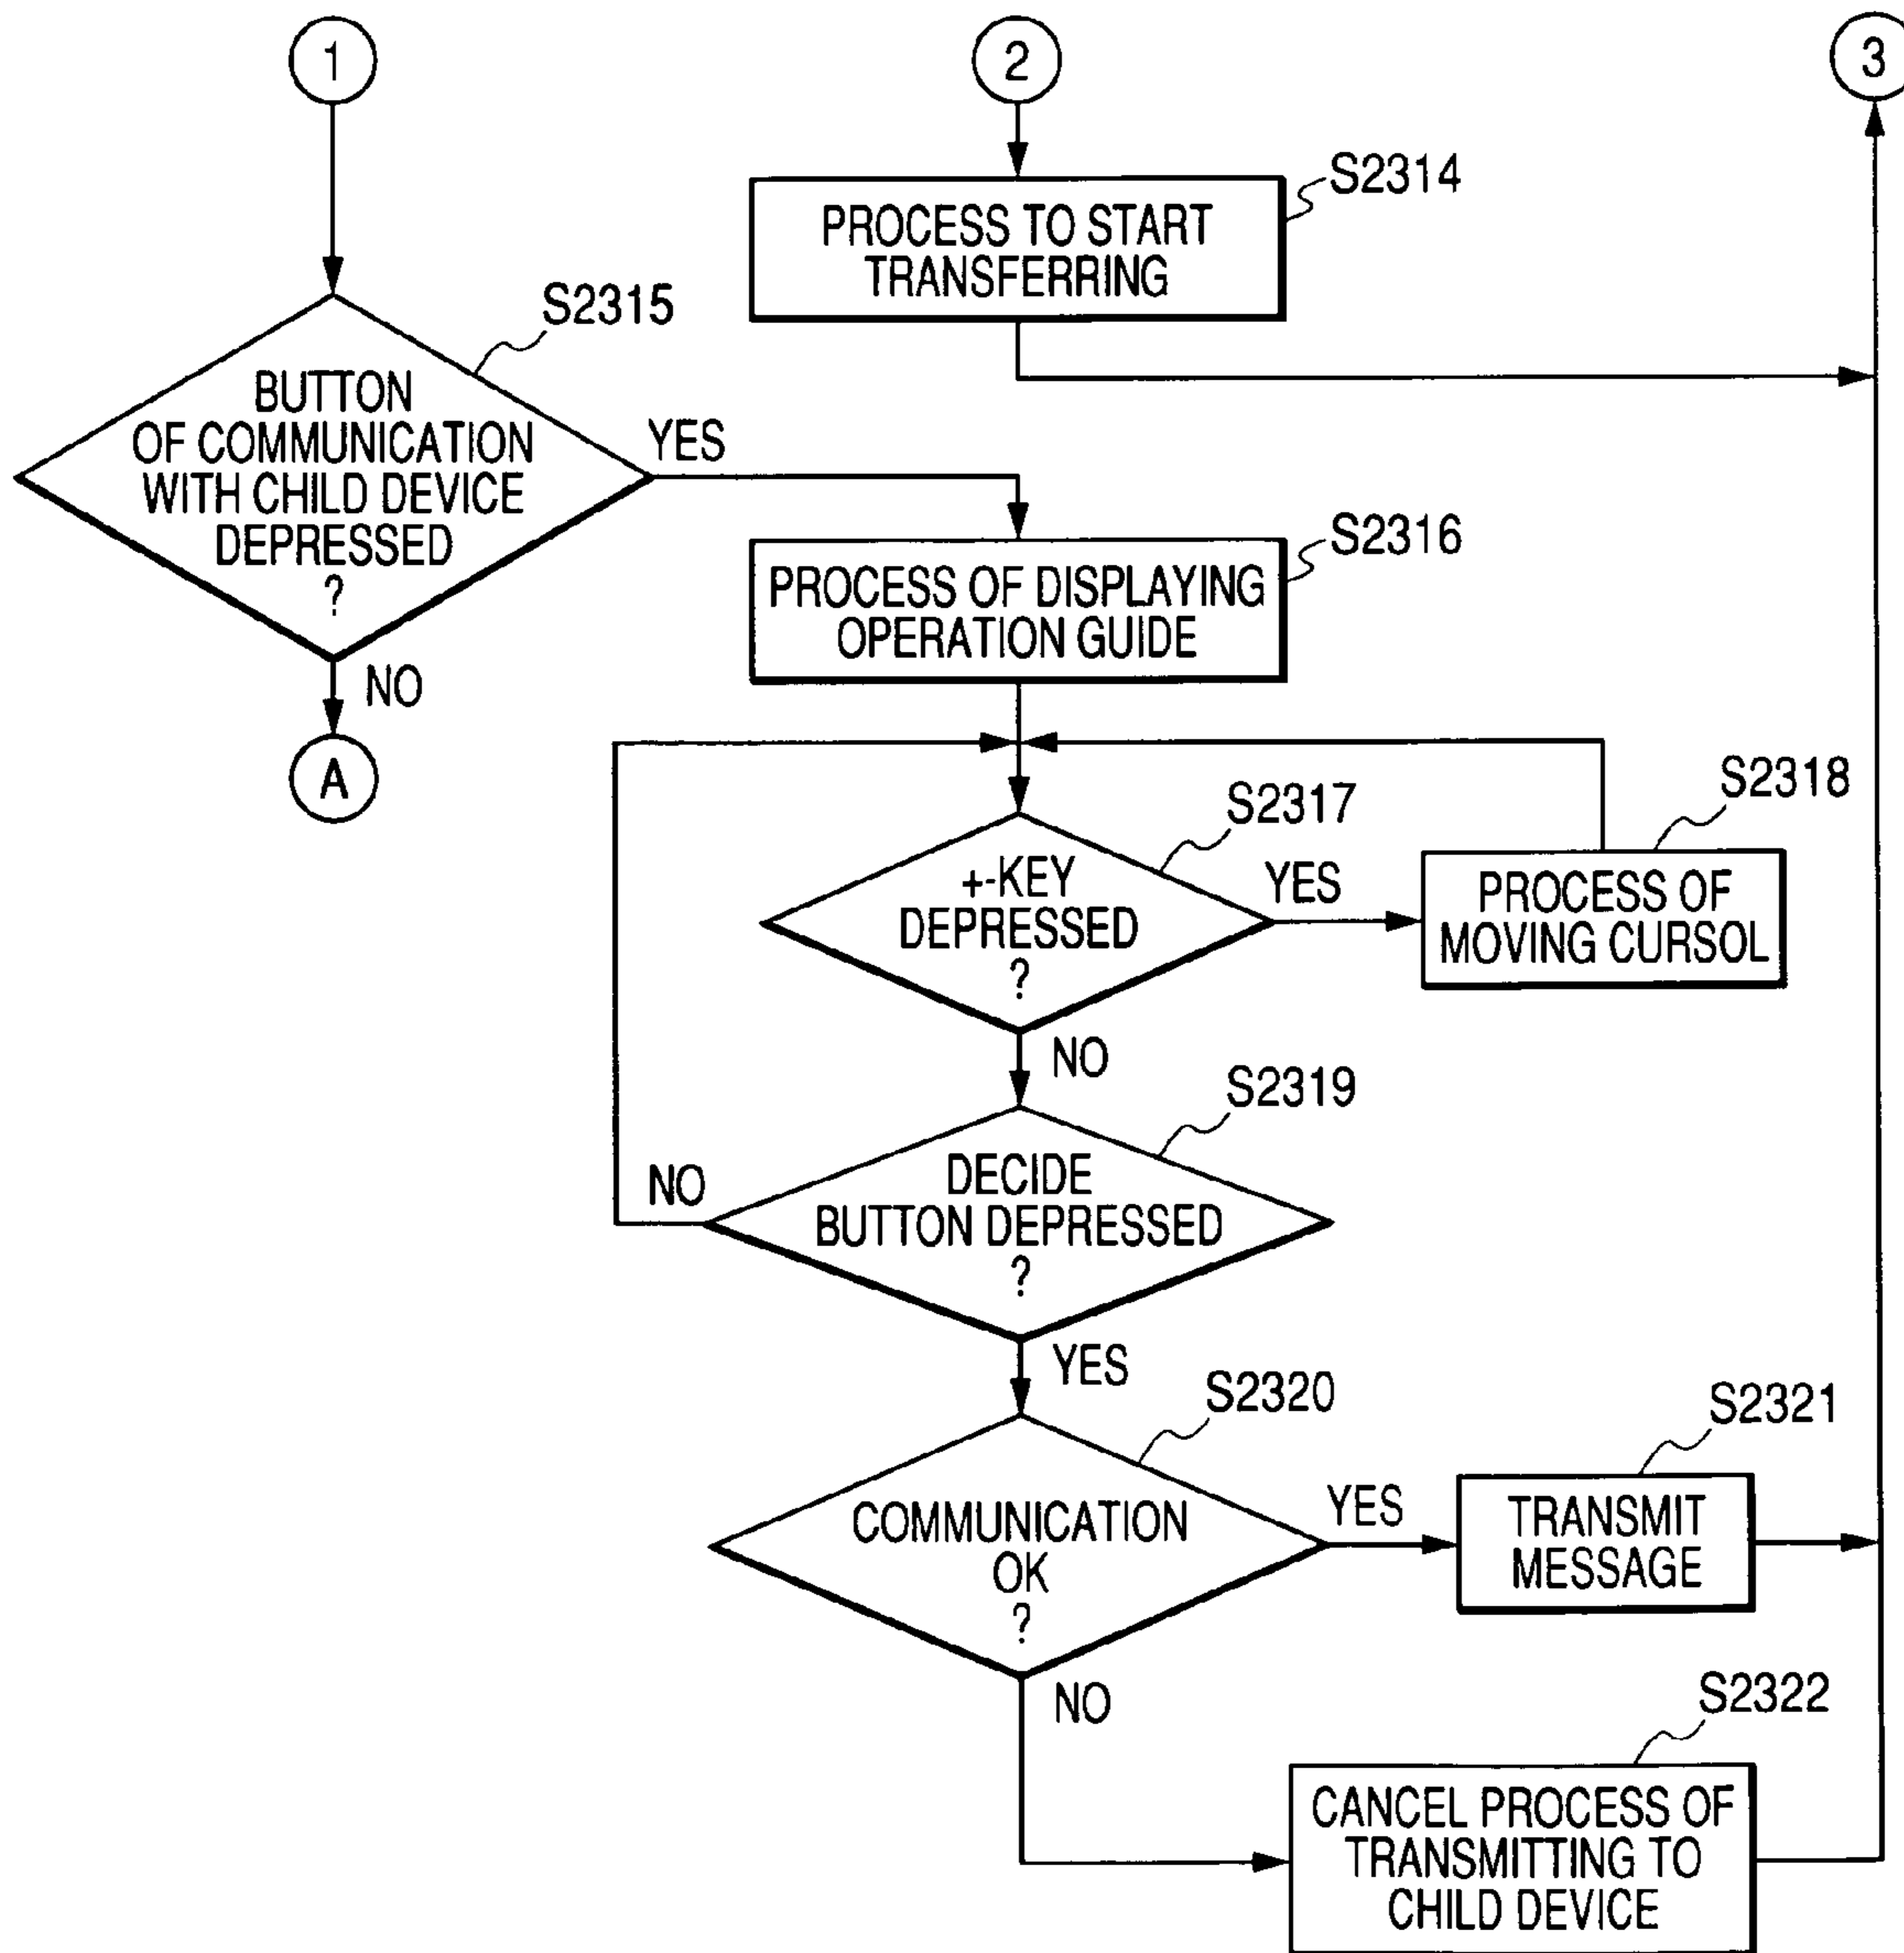 1
2
3
S2314
PROCESS TO START
TRANSFERRING
S2315
BUTTON
OF COMMUNICATION
WITH CHILD DEVICE
DEPRESSED
?
YES
NO
A
S2316
PROCESS OF DISPLAYING
OPERATION GUIDE
S2317
+-KEY
DEPRESSED
?
YES
S2318
PROCESS OF
MOVING CURSOL
NO
S2319
DECIDE
BUTTON DEPRESSED
?
NO
YES
S2320
COMMUNICATION
OK
?
YES
S2321
TRANSMIT
MESSAGE
NO
S2322
CANCEL PROCESS OF
TRANSMITTING TO
CHILD DEVICE